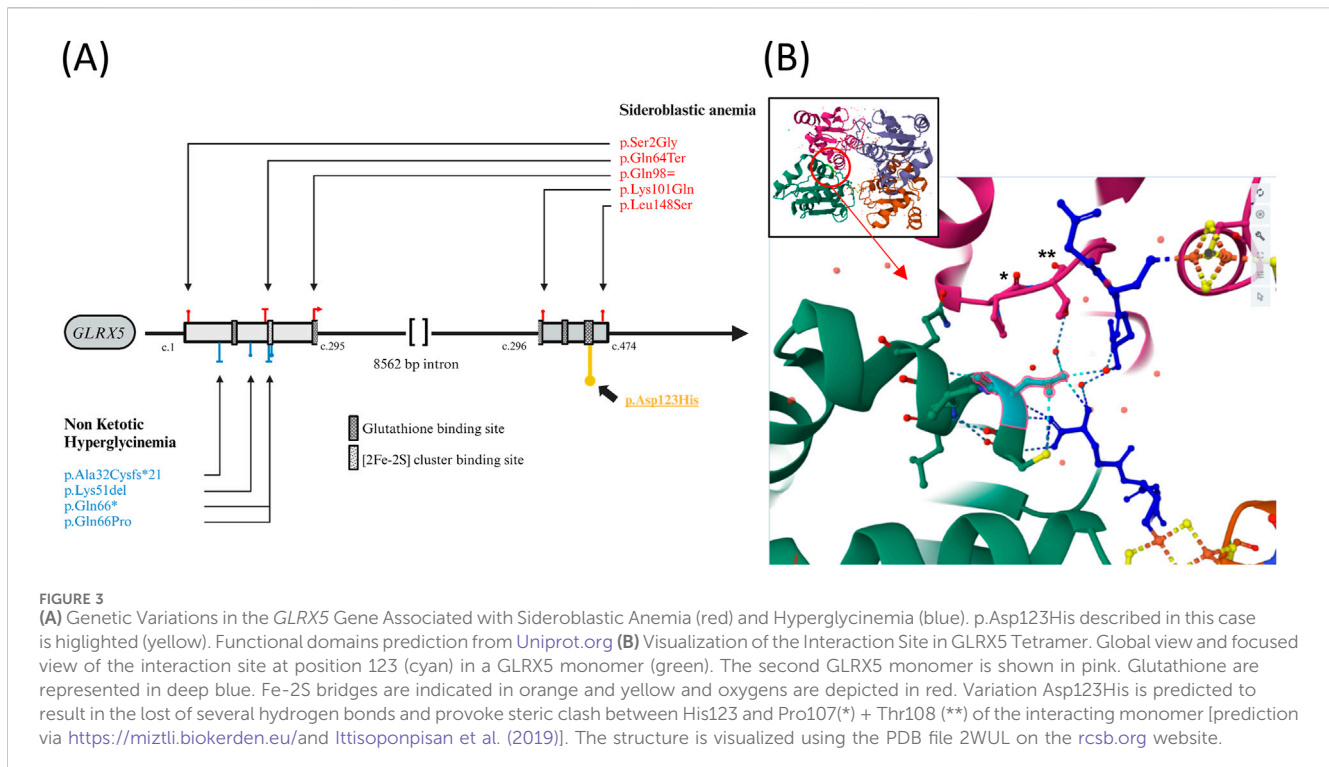 (A)
(B)
Sideroblastic anemia
p.Ser2Gly
p.Gln64Ter
p.Gln98=
p.Lys101Gln
p.Leu148Ser
*
**
GLRX5
c.1
c.295
8562 bp intron
c.296
c.474
p.Asp123His
Non Ketotic
Hyperglycinemia
p.Ala32Cysfs*21
p.Lys51del
p.Gln66*
p.Gln66Pro
Glutathione binding site
[2Fe-2S] cluster binding site
FIGURE 3
(A) Genetic Variations in the GLRX5 Gene Associated with Sideroblastic Anemia (red) and Hyperglycinemia (blue). p.Asp123His described in this case
is higlighted (yellow). Functional domains prediction from Uniprot.org (B) Visualization of the Interaction Site in GLRX5 Tetramer. Global view and focused
view of the interaction site at position 123 (cyan) in a GLRX5 monomer (green). The second GLRX5 monomer is shown in pink. Glutathione are
represented in deep blue. Fe-2S bridges are indicated in orange and yellow and oxygens are depicted in red. Variation Asp123His is predicted to
result in the lost of several hydrogen bonds and provoke steric clash between His123 and Pro107(*) + Thr108 (**) of the interacting monomer [prediction
via https://miztli.biokerden.eu/and Ittisoponpisan et al. (2019)]. The structure is visualized using the PDB file 2WUL on the rcsb.org website.